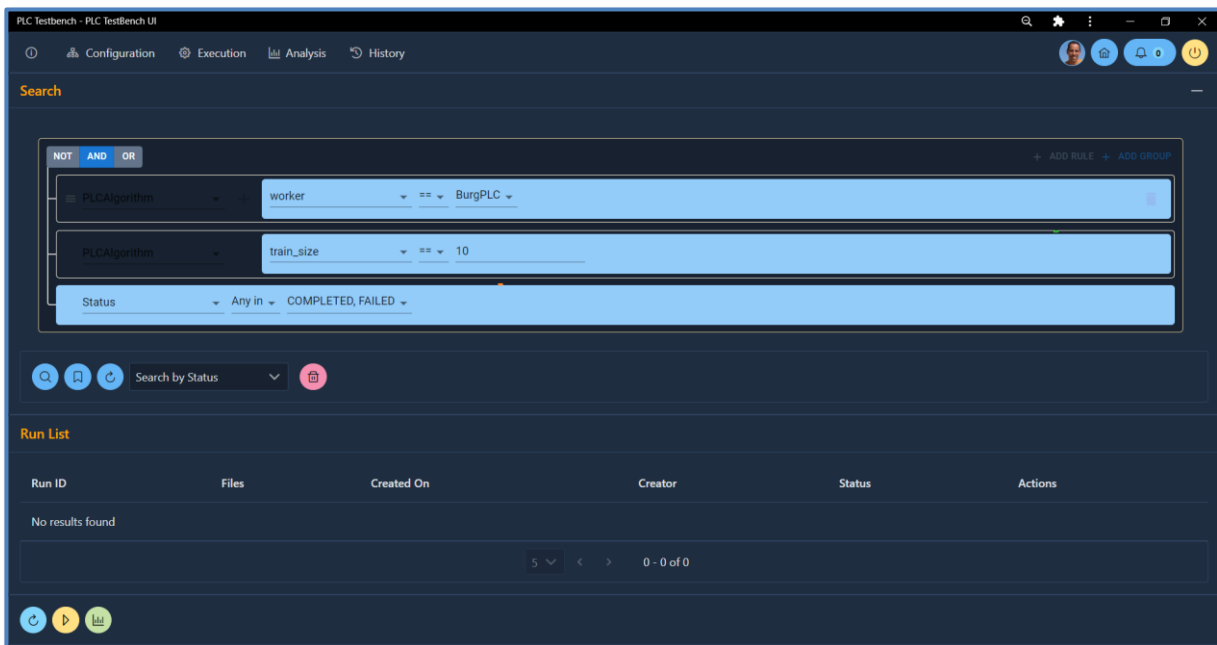 PLC Testbench - PLC TestBench UI
Configuration Execution Analysis History 0
Search
NOT AND OR + ADD RULE + ADD GROUP
PLCAlgorithm worker == BurgPLC
PLCAlgorithm train_size == 10
Status Any in COMPLETED, FAILED
Search by Status
Run List
Run ID Files Created On Creator Status Actions
No results found
5 < > 0 - 0 of 0